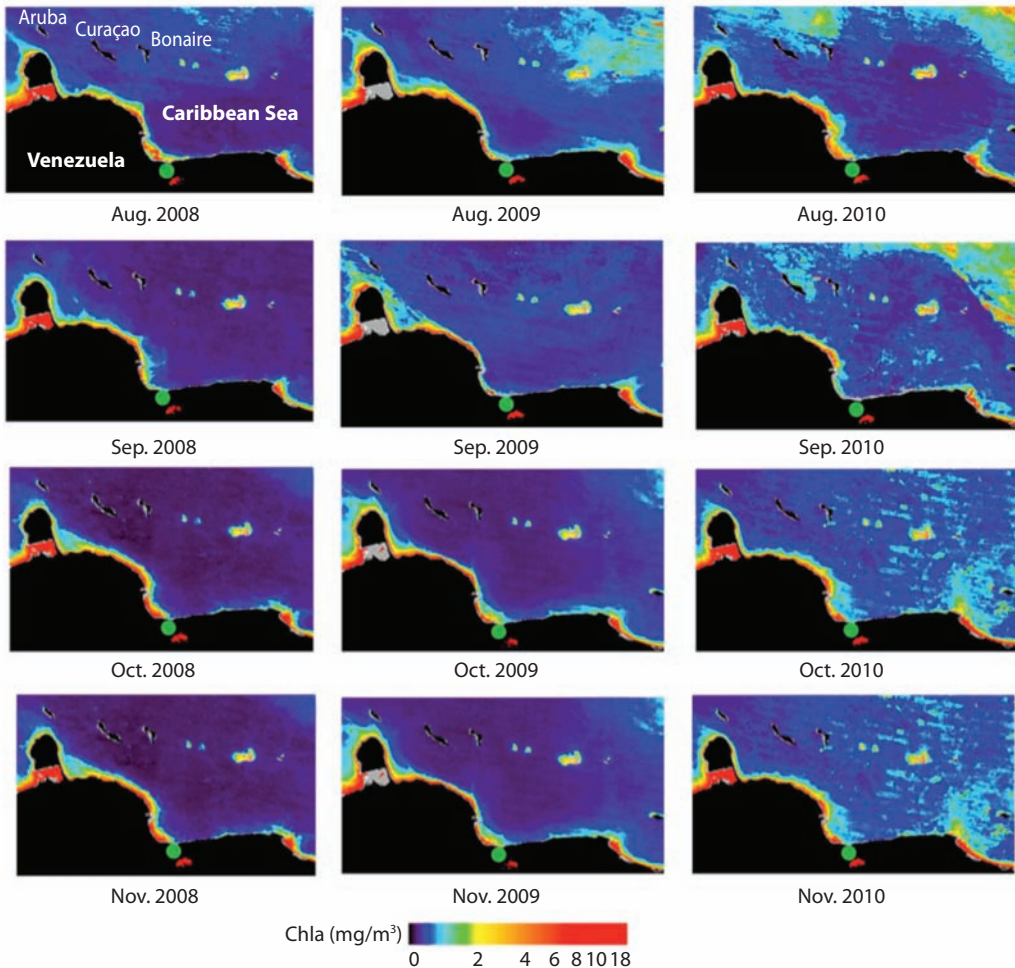 Aruba
Curaçao
Bonaire
Caribbean Sea
Venezuela
Aug. 2008
Aug. 2009
Aug. 2010
Sep. 2008
Sep. 2009
Sep. 2010
Oct. 2008
Oct. 2009
Oct. 2010
Nov. 2008
Nov. 2009
Nov. 2010
Chla (mg/m³)
0 2 4 6 8 10 18